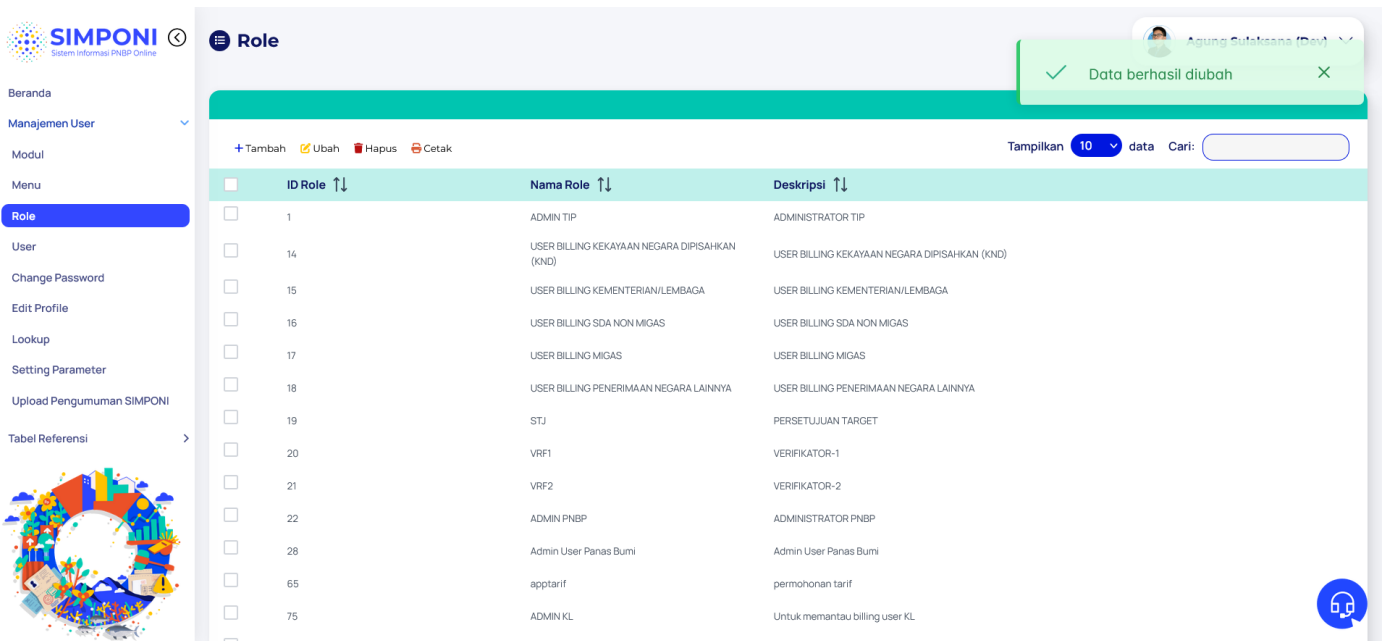 SIMPONI
Sistem Informasi PNBP Online
Role
Agung Sulaksana (Dev)
Data berhasil diubah
Beranda
Manajemen User
Modul
Menu
Role
User
Change Password
Edit Profile
Lookup
Setting Parameter
Upload Pengumuman SIMPONI
Tabel Referensi
+Tambah Ubah Hapus Cetak
Tampilkan 10 data Cari:
ID Role Nama Role Deskripsi
1 ADMIN TIP ADMINISTRATOR TIP
14 USER BILLING KEKAYAAN NEGARA DIPISAHKAN (KND) USER BILLING KEKAYAAN NEGARA DIPISAHKAN (KND)
15 USER BILLING KEMENTERIAN/LEMBAGA USER BILLING KEMENTERIAN/LEMBAGA
16 USER BILLING SDA NON MIGAS USER BILLING SDA NON MIGAS
17 USER BILLING MIGAS USER BILLING MIGAS
18 USER BILLING PENERIMAAN NEGARA LAINNYA USER BILLING PENERIMAAN NEGARA LAINNYA
19 STJ PERSETUJUAN TARGET
20 VRF1 VERIFIKATOR-1
21 VRF2 VERIFIKATOR-2
22 ADMIN PNBP ADMINISTRATOR PNBP
28 Admin User Panas Bumi Admin User Panas Bumi
65 apptarif permohonan tarif
75 ADMIN KL Untuk memantau billing user KL